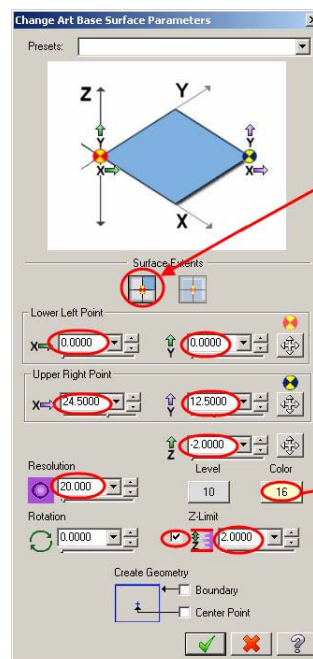 Change Art Base Surface Parameters
Presets:
Z Y
Y Y
X X
X
Surface Extents
Lower Left Point
X 0.0000 Y 0.0000
Upper Right Point
X 24.5000 Y 12.5000
Z -2.0000
Resolution Level Color
20.000 10 16
Rotation Z-Limit
0.0000 Z 2.0000
Create Geometry
Boundary
Center Point